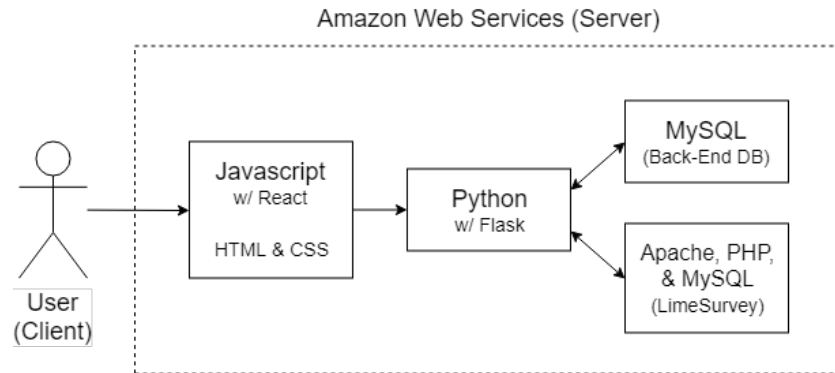 Amazon Web Services (Server)
Javascript
w/ React
HTML & CSS
Python
w/ Flask
MySQL
(Back-End DB)
Apache, PHP,
& MySQL
(LimeSurvey)
User
(Client)